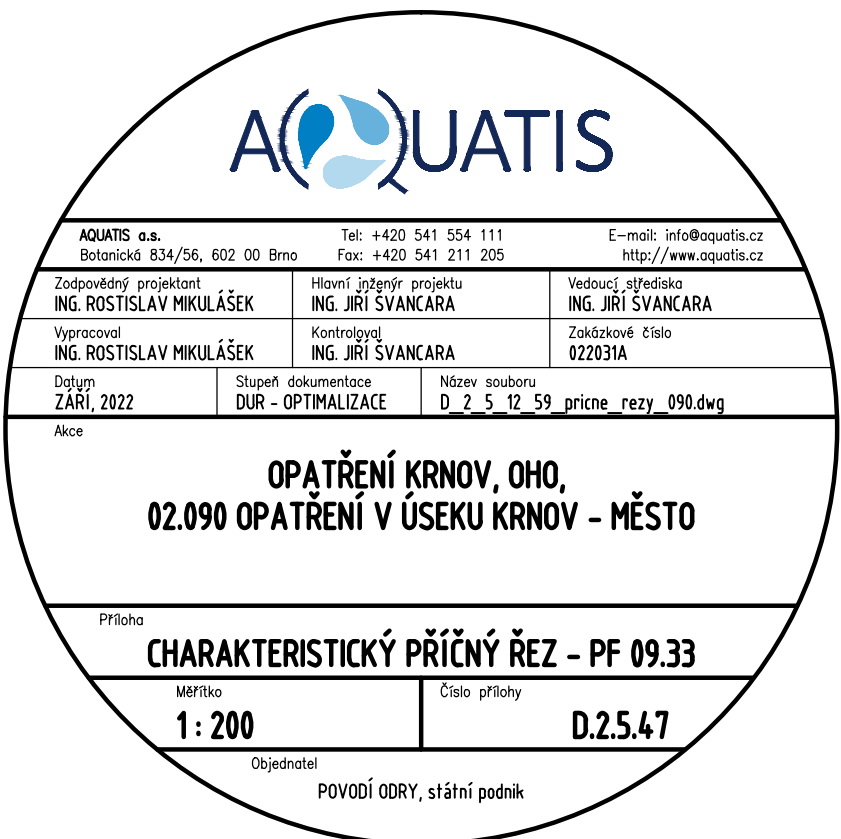 AQUATIS
AQUATIS a.s. Tel: +420 541 554 111 E-mail: info@aquatis.cz
Botanická 834/56, 602 00 Brno Fax: +420 541 211 205 http://www.aquatis.cz
Zodpovědný projektant Hlavní inženýr projektu Vedoucí střediska
ING. ROSTISLAV MIKULÁŠEK ING. JIŘÍ ŠVANCARA ING. JIŘÍ ŠVANCARA
Vypracoval Kontroloval Zakázkové číslo
ING. ROSTISLAV MIKULÁŠEK ING. JIŘÍ ŠVANCARA 022031A
Datum Stupeň dokumentace Název souboru
ZÁŘÍ, 2022 DUR - OPTIMALIZACE D_2_5_12_59_pricne_rezy_090.dwg
Akce
OPATŘENÍ KRNOV, OHO,
02.090 OPATŘENÍ V ÚSEKU KRNOV - MĚSTO
Příloha
CHARAKTERISTICKÝ PŘÍČNÝ ŘEZ - PF 09.33
Měřítko Číslo přílohy
1 : 200 D.2.5.47
Objednatel
POVODÍ ODRY, státní podnik